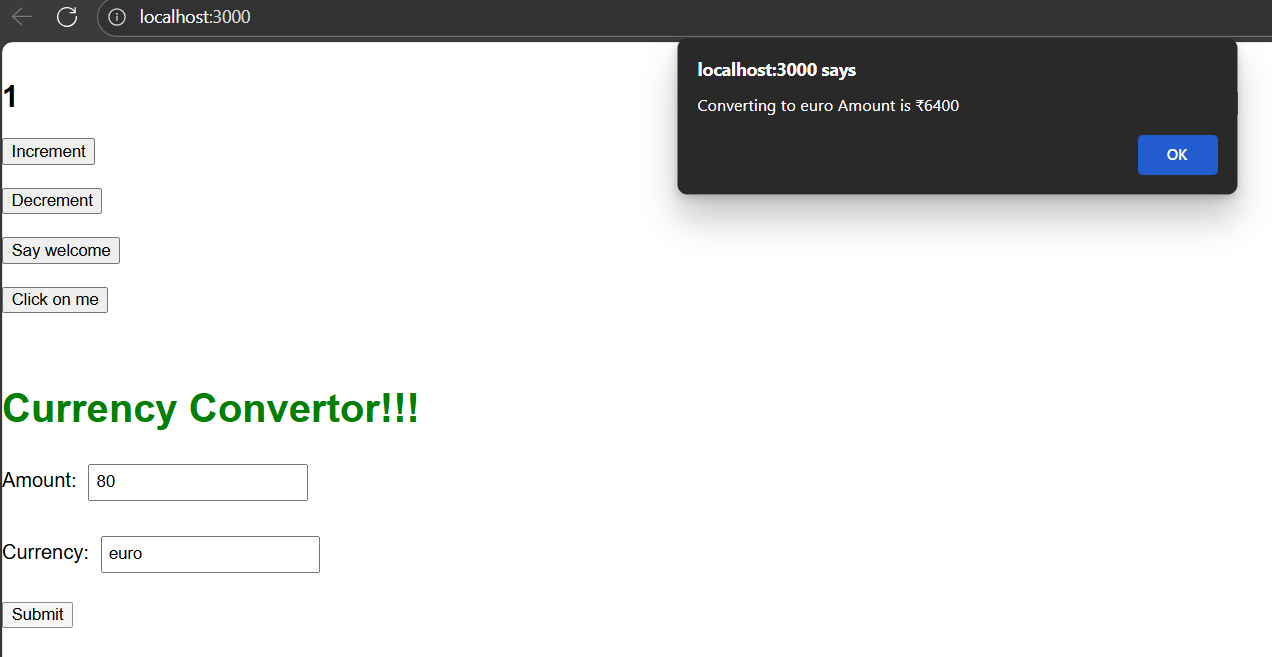 localhost:3000
localhost:3000 says
Converting to euro Amount is ₹6400
OK
1
Increment
Decrement
Say welcome
Click on me
Currency Convertor!!!
Amount: 80
Currency: euro
Submit